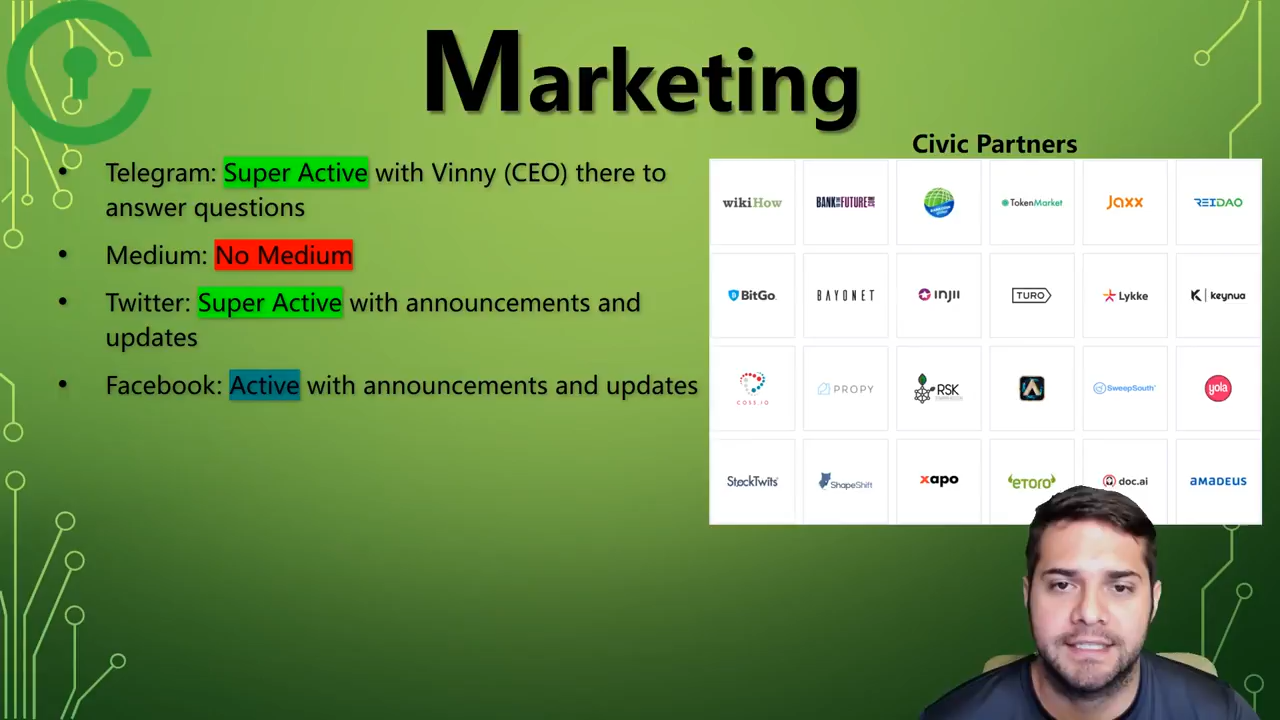 Marketing
Civic Partners
• Telegram: Super Active with Vinny (CEO) there to
answer questions
• Medium: No Medium
• Twitter: Super Active with announcements and
updates
• Facebook: Active with announcements and updates
wikiHow
BANK FUTURE
TokenMarket
Jaxx
REIDAO
BitGo
BAYONET
INJII
TURO
Lykke
K keynua
COSS.IO
PROPY
RSK
SweepSouth
yola
StockTwits
ShapeShift
xapo
eToro
doc.ai
aMaDEUS